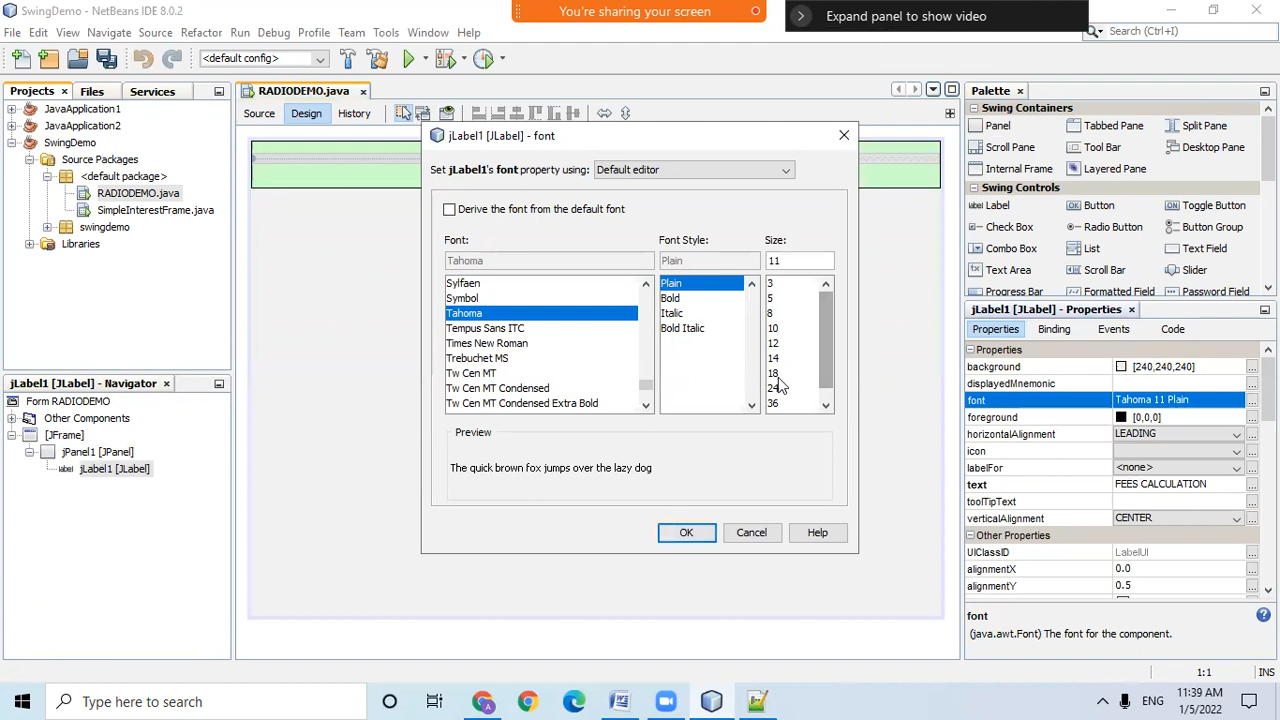 SwingDemo - NetBeans IDE 8.0.2
You're sharing your screen
Expand panel to show video
File Edit View Navigate Source Refactor Run Debug Profile Team Tools Window Help
Search (Ctrl+I)
<default config>
Projects Files Services
RADIODEMO.java
Palette
Source Design History
JavaApplication1
JavaApplication2
SwingDemo
Source Packages
<default package>
RADIODEMO.java
SimpleInterestFrame.java
swingdemo
Libraries
jLabel1 [JLabel] - Navigator
Form RADIODEMO
Other Components
[JFrame]
jPanel1 [JPanel]
label jLabel1 [JLabel]
jLabel1 [JLabel] - font
Set jLabel1's font property using: Default editor
Derive the font from the default font
Font: Font Style: Size:
Tahoma Plain 11
Sylfaen Plain 3
Symbol Bold 5
Tahoma Italic 8
Tempus Sans ITC Bold Italic 10
Times New Roman 12
Trebuchet MS 14
Tw Cen MT 18
Tw Cen MT Condensed 24
Tw Cen MT Condensed Extra Bold 36
Preview
The quick brown fox jumps over the lazy dog
OK Cancel Help
Swing Containers
Panel Tabbed Pane Split Pane
Scroll Pane Tool Bar Desktop Pane
Internal Frame Layered Pane
Swing Controls
label Label OK Button ON Toggle Button
Check Box Radio Button Button Group
Combo Box List Text Field
Text Area Scroll Bar Slider
Progress Bar Formatted Field Password Field
jLabel1 [JLabel] - Properties
Properties Binding Events Code
Properties
background [240,240,240]
displayedMnemonic
font Tahoma 11 Plain
foreground [0,0,0]
horizontalAlignment LEADING
icon
labelFor <none>
text FEES CALCULATION
toolTipText
verticalAlignment CENTER
Other Properties
UIClassID LabelUI
alignmentX 0.0
alignmentY 0.5
font
(java.awt.Font) The font for the component.
1:1 INS
Type here to search
ENG
11:39 AM
1/5/2022